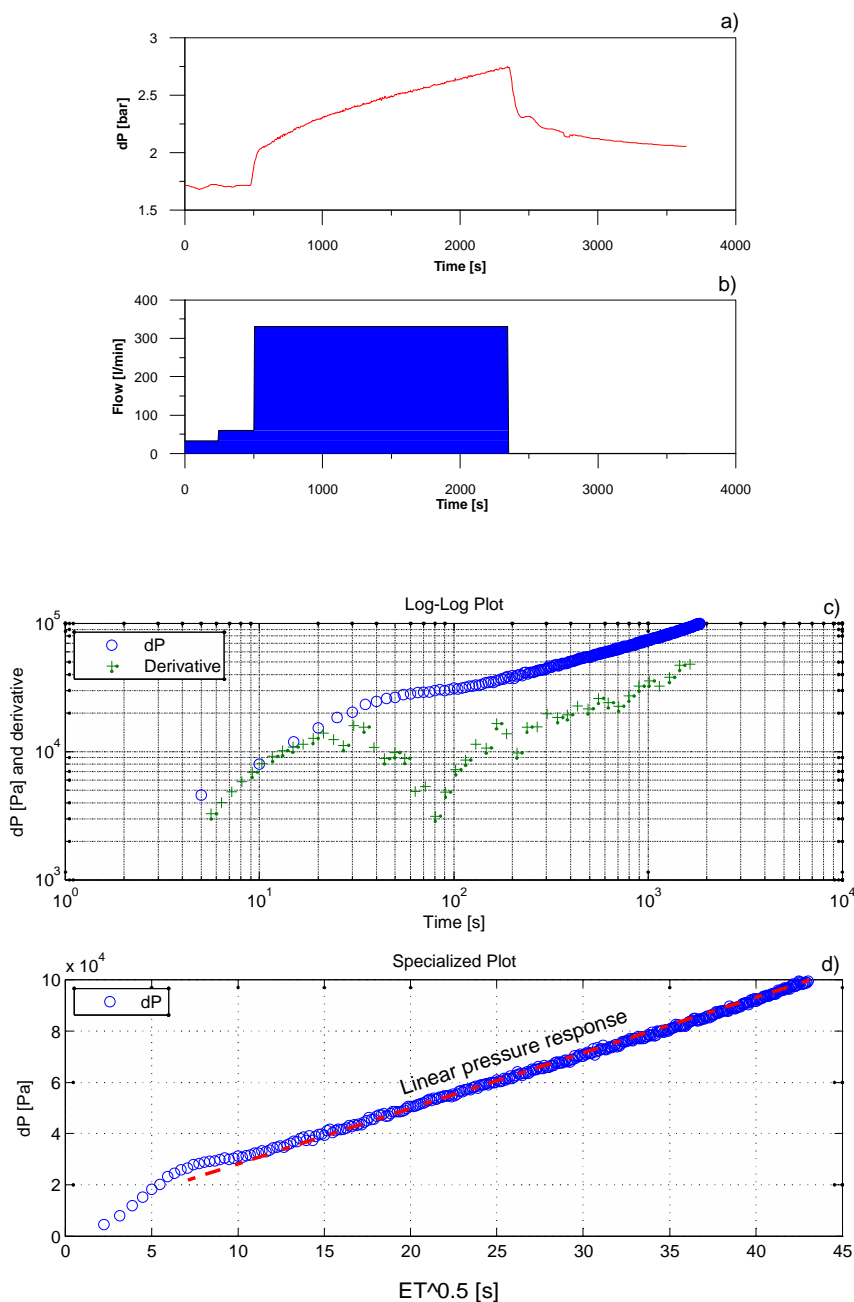 a)
3
2.5
2
1.5
dP [bar]
0 1000 2000 3000 4000
Time [s]
b)
400
300
200
100
0
Flow [l/min]
0 1000 2000 3000 4000
Time [s]
Log-Log Plot
c)
10^5
10^4
10^3
dP [Pa] and derivative
dP
Derivative
10^0 10^1 10^2 10^3 10^4
Time [s]
x 10^4
Specialized Plot
d)
10
8
6
4
2
0
dP [Pa]
dP
Linear pressure response
0 5 10 15 20 25 30 35 40 45
ET^0.5 [s]